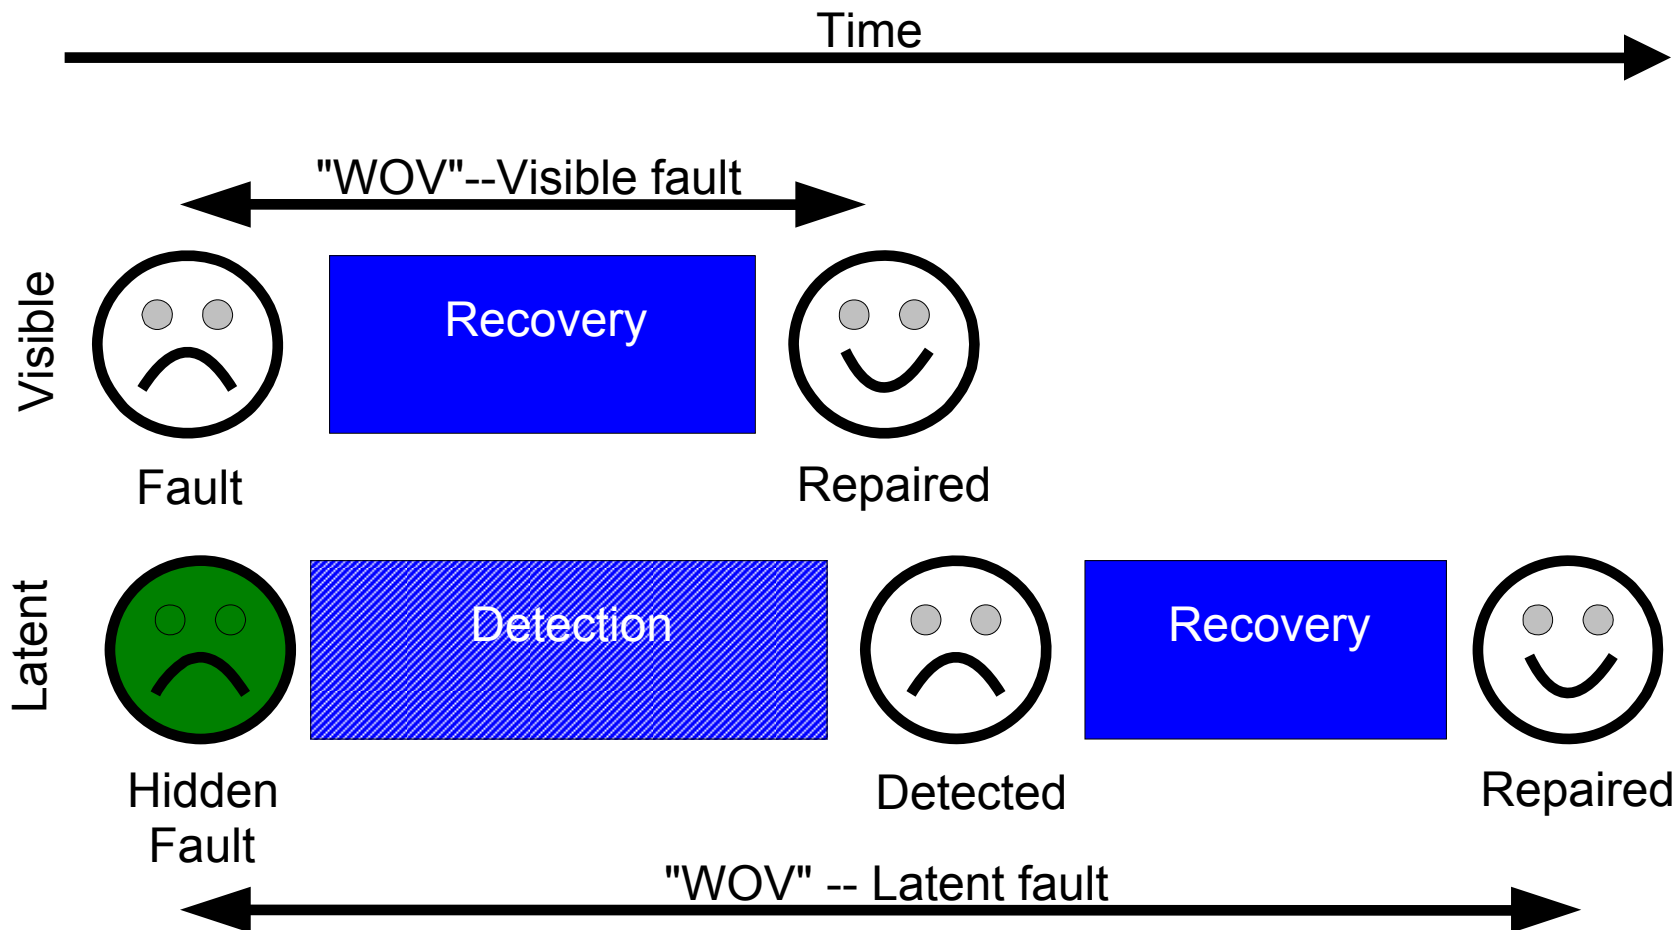 Time
"WOV"--Visible fault
Visible
Recovery
Fault
Repaired
Latent
Detection
Recovery
Hidden
Fault
Detected
Repaired
"WOV" -- Latent fault